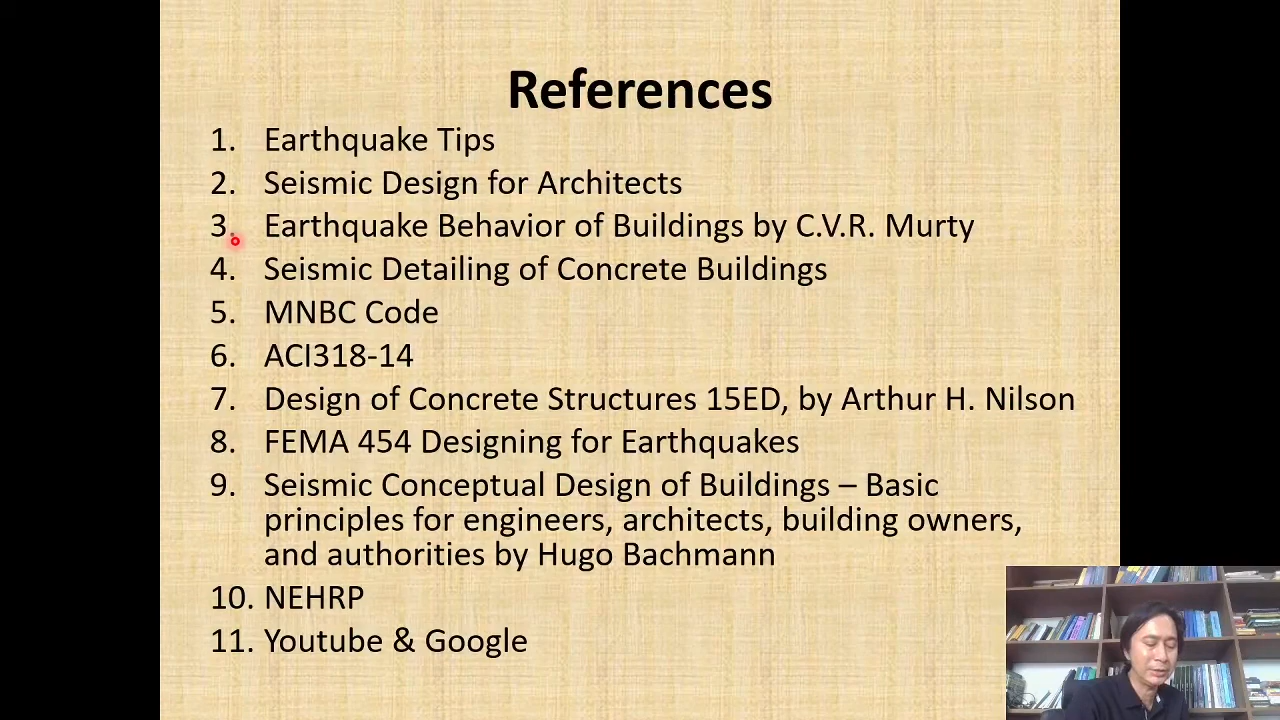 References
1. Earthquake Tips
2. Seismic Design for Architects
3. Earthquake Behavior of Buildings by C.V.R. Murty
4. Seismic Detailing of Concrete Buildings
5. MNBC Code
6. ACI318-14
7. Design of Concrete Structures 15ED, by Arthur H. Nilson
8. FEMA 454 Designing for Earthquakes
9. Seismic Conceptual Design of Buildings – Basic
principles for engineers, architects, building owners,
and authorities by Hugo Bachmann
10. NEHRP
11. Youtube & Google